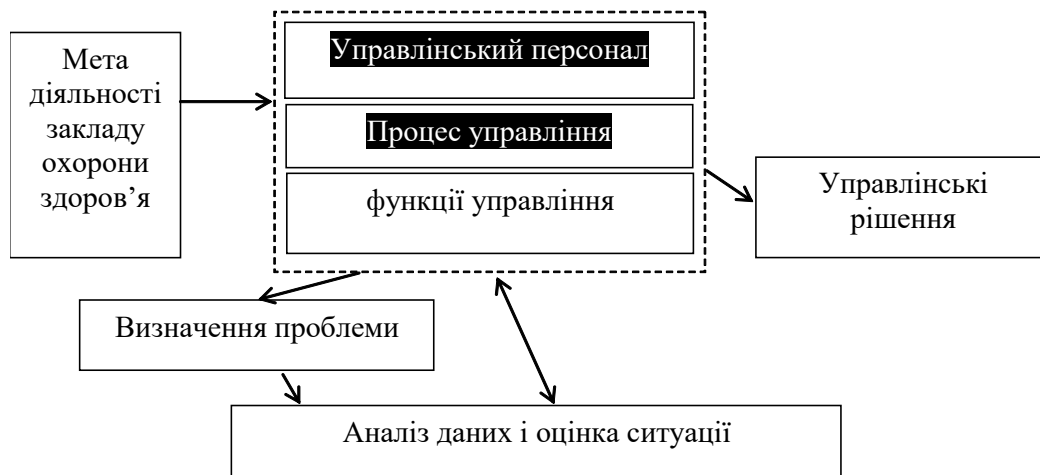 Мета
діяльності
закладу
охорони
здоров’я
Управлінський персонал
Процес управління
функції управління
Управлінські
рішення
Визначення проблеми
Аналіз даних і оцінка ситуації